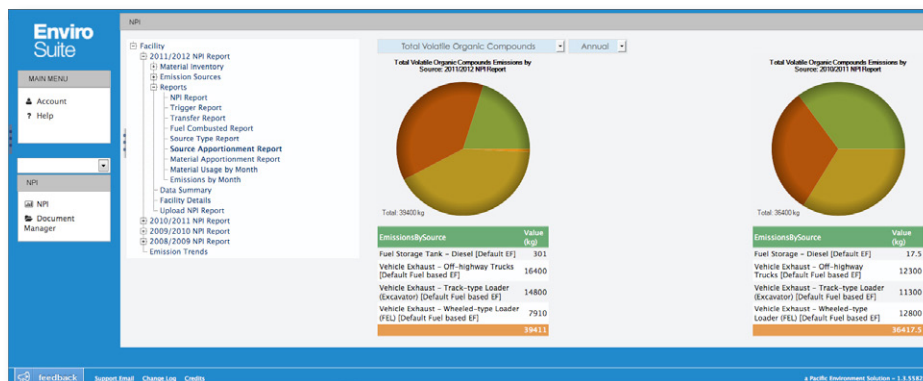 Enviro
Suite
MAIN MENU
Account
? Help
NPI
NPI
Document
Manager
NPI
Facility
2011/2012 NPI Report
Material Inventory
Emission Sources
Reports
NPI Report
Trigger Report
Transfer Report
Fuel Combusted Report
Source Type Report
Source Apportionment Report
Material Apportionment Report
Material Usage by Month
Emissions by Month
Data Summary
Facility Details
Upload NPI Report
2010/2011 NPI Report
2009/2010 NPI Report
2008/2009 NPI Report
Emission Trends
Total Volatile Organic Compounds
Annual
Total Volatile Organic Compounds Emissions by
Source: 2011/2012 NPI Report
Total: 39400 kg
EmissionsBySource Value
(kg)
Fuel Storage Tank - Diesel [Default EF] 301
Vehicle Exhaust - Off-highway Trucks
[Default Fuel based EF] 16400
Vehicle Exhaust - Track-type Loader
(Excavator) [Default Fuel based EF] 14800
Vehicle Exhaust - Wheeled-type Loader
(FEL) [Default Fuel based EF] 7910
39411
Total Volatile Organic Compounds Emissions by
Source: 2010/2011 NPI Report
Total: 36400 kg
EmissionsBySource Value
(kg)
Fuel Storage - Diesel [Default EF] 17.5
Vehicle Exhaust - Off-highway
Trucks [Default Fuel based EF] 12300
Vehicle Exhaust - Track-type Loader
(Excavator) [Default Fuel based EF] 11300
Vehicle Exhaust - Wheeled-type
Loader (FEL) [Default Fuel based EF] 12800
36417.5
feedback
Support Email Change Log Credits
a Pacific Environment Solution - 1.3.5582